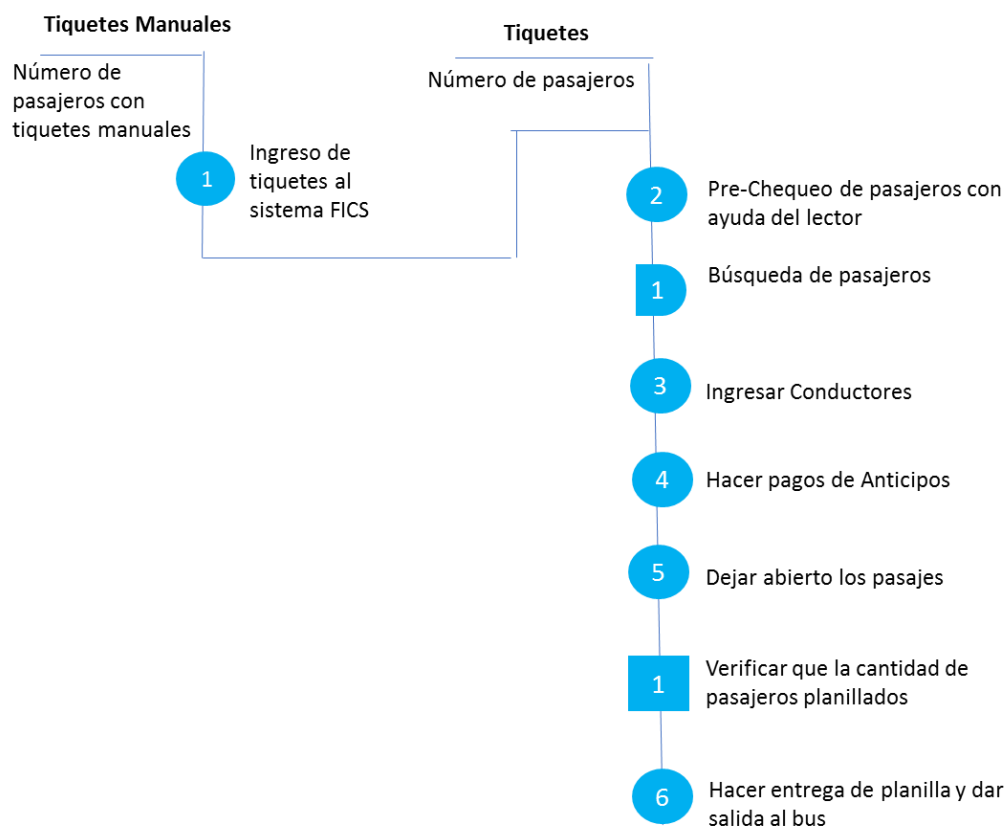 Tiquetes Manuales
Número de
pasajeros con
tiquetes manuales
1
Ingreso de
tiquetes al
sistema FICS
Tiquetes
Número de pasajeros
2
Pre-Chequeo de pasajeros con
ayuda del lector
1
Búsqueda de pasajeros
3
Ingresar Conductores
4
Hacer pagos de Anticipos
5
Dejar abierto los pasajes
1
Verificar que la cantidad de
pasajeros planillados
6
Hacer entrega de planilla y dar
salida al bus